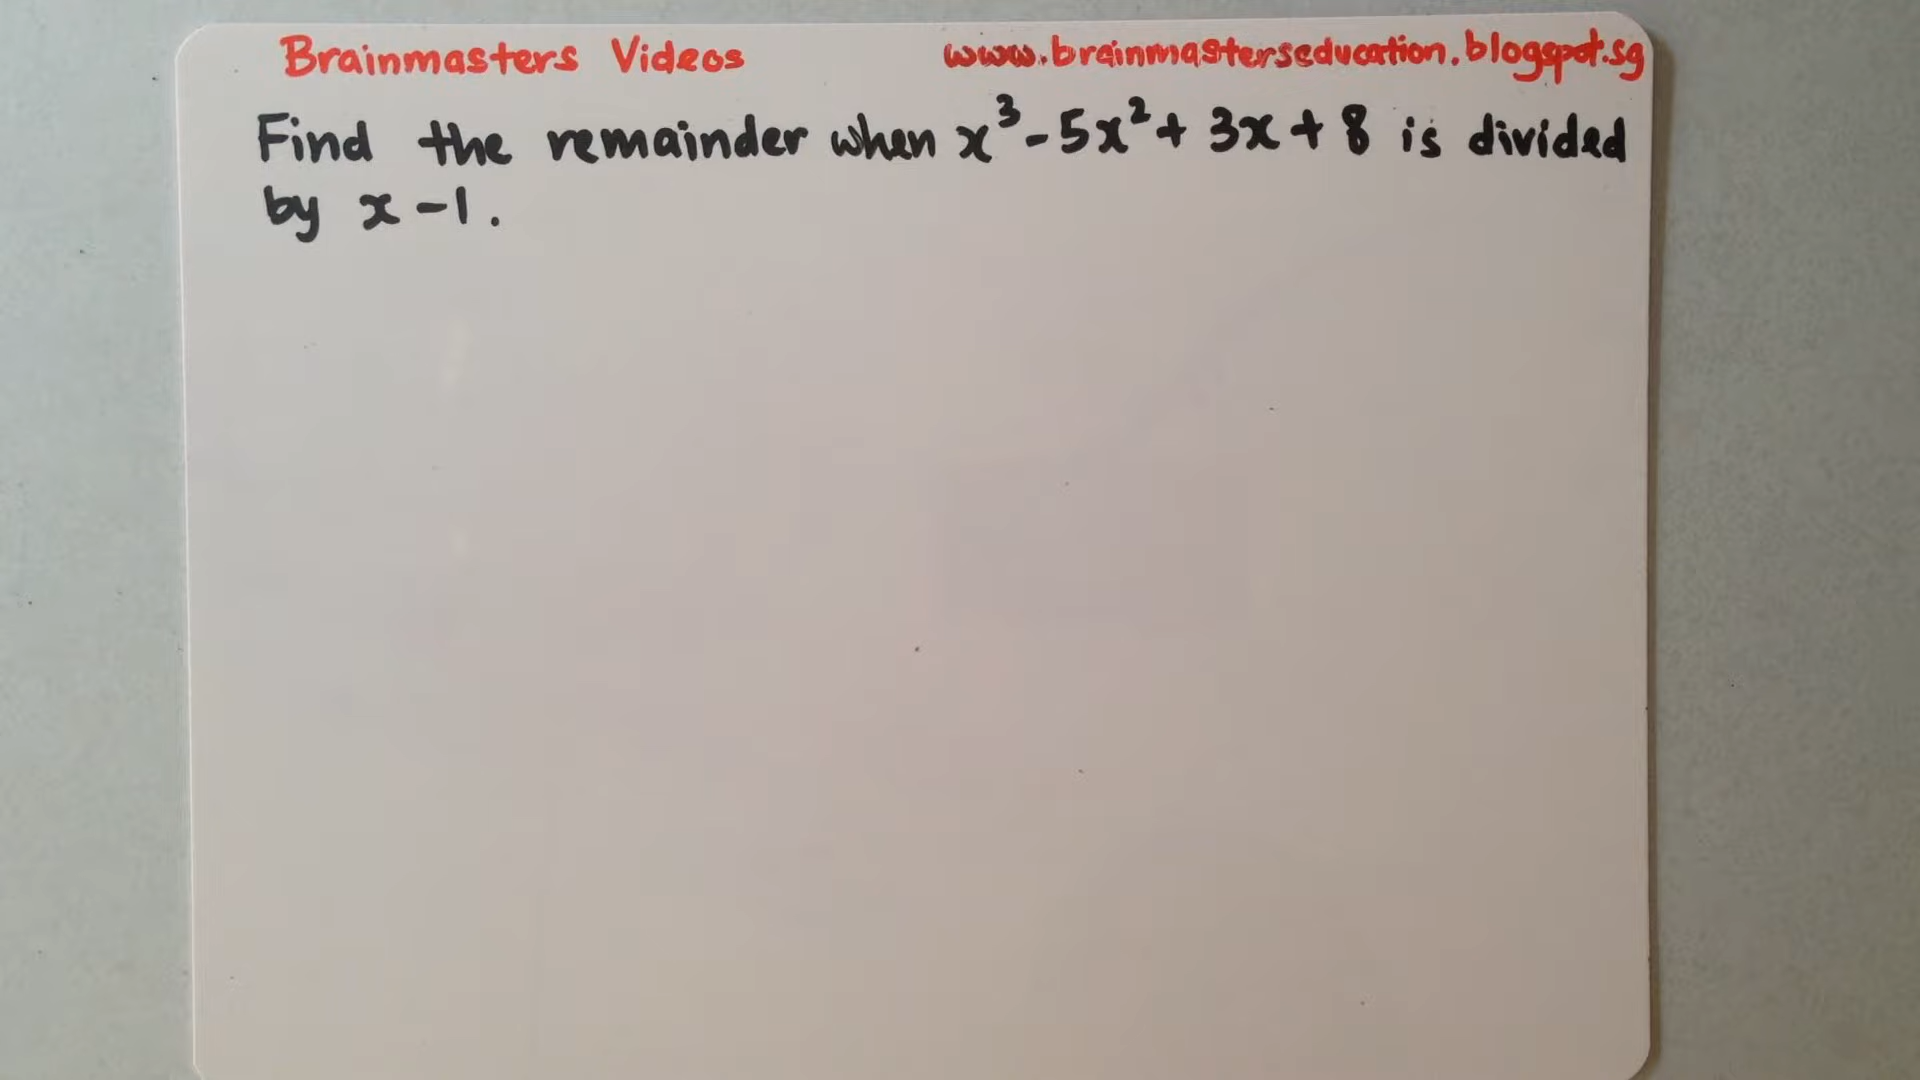 Brainmasters Videos www.brainmasterseducation.blogspot.sg
Find the remainder when x³-5x²+3x+8 is divided
by x-1.